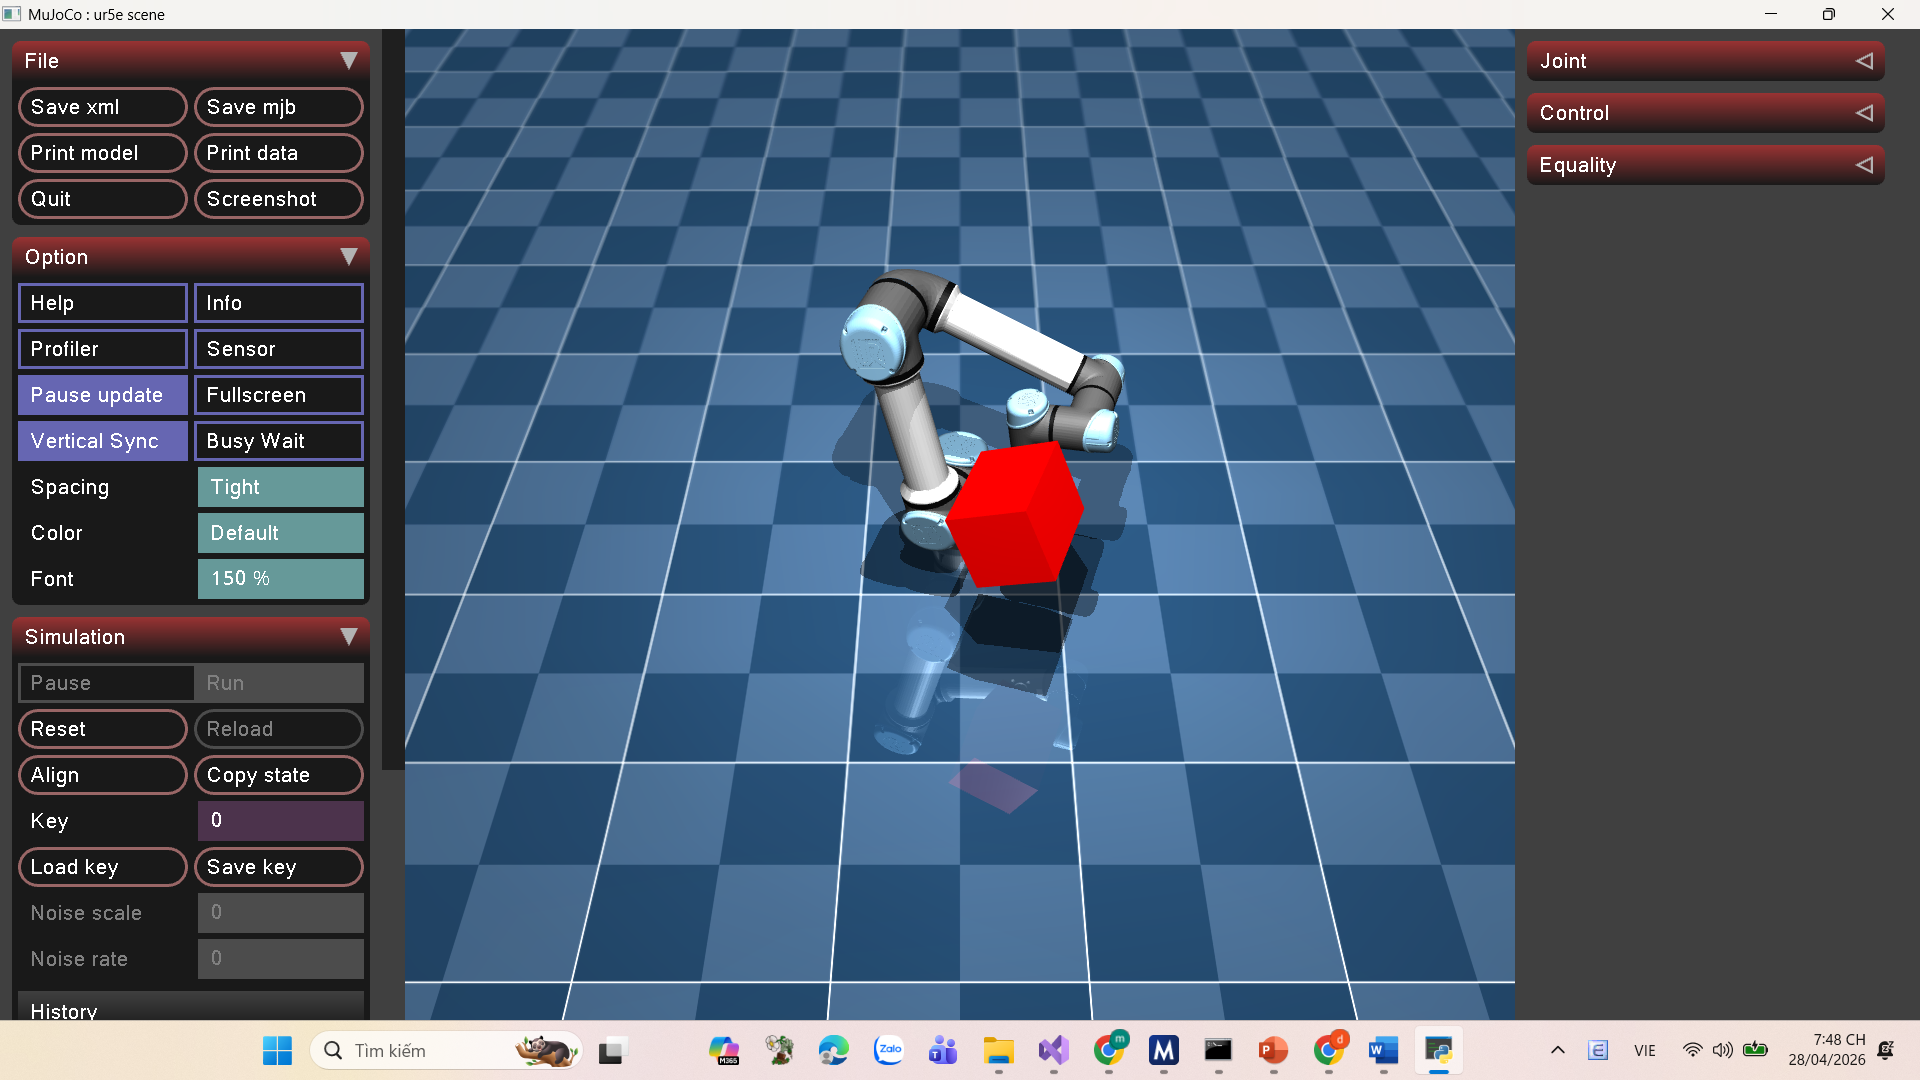 MuJoCo : ur5e scene
File
Save xml
Save mjb
Print model
Print data
Quit
Screenshot
Option
Help
Info
Profiler
Sensor
Pause update
Fullscreen
Vertical Sync
Busy Wait
Spacing
Tight
Color
Default
Font
150 %
Simulation
Pause
Run
Reset
Reload
Align
Copy state
Key
0
Load key
Save key
Noise scale
0
Noise rate
0
History
Joint
Control
Equality
Tìm kiếm
M365
Zalo
T
m
M
P
d
W
E
VIE
7:48 CH
28/04/2026